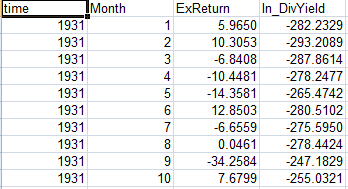 time Month ExReturn ln_DivYield
1931 1 5.9650 -282.2329
1931 2 10.3053 -293.2089
1931 3 -6.8408 -287.8614
1931 4 -10.4481 -278.2477
1931 5 -14.3581 -265.4742
1931 6 12.8503 -280.5102
1931 7 -6.6559 -275.5950
1931 8 0.0461 -278.4424
1931 9 -34.2584 -247.1829
1931 10 7.6799 -255.0321